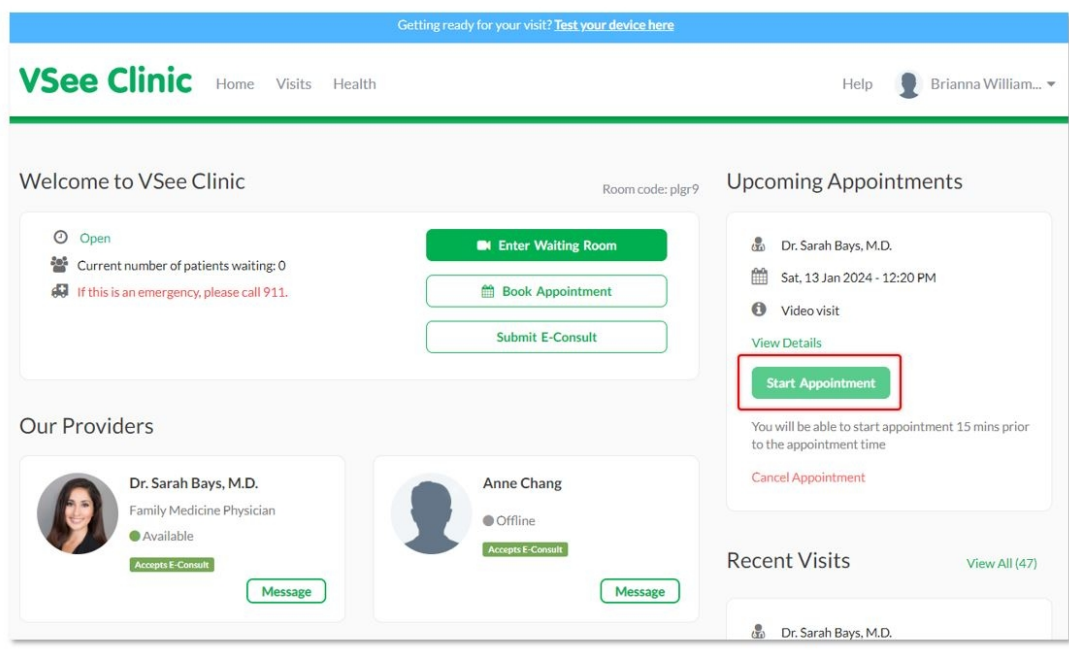 Getting ready for your visit? Test your device here
VSee Clinic Home Visits Health Help Brianna William...
Welcome to VSee Clinic
Room code: plgr9
Open
Current number of patients waiting: 0
If this is an emergency, please call 911.
Enter Waiting Room
Book Appointment
Submit E-Consult
Our Providers
Dr. Sarah Bays, M.D.
Family Medicine Physician
Available
Accepts E-Consult
Message
Anne Chang
Offline
Accepts E-Consult
Message
Upcoming Appointments
Dr. Sarah Bays, M.D.
Sat, 13 Jan 2024 - 12:20 PM
Video visit
View Details
Start Appointment
You will be able to start appointment 15 mins prior
to the appointment time
Cancel Appointment
Recent Visits View All (47)
Dr. Sarah Bays, M.D.